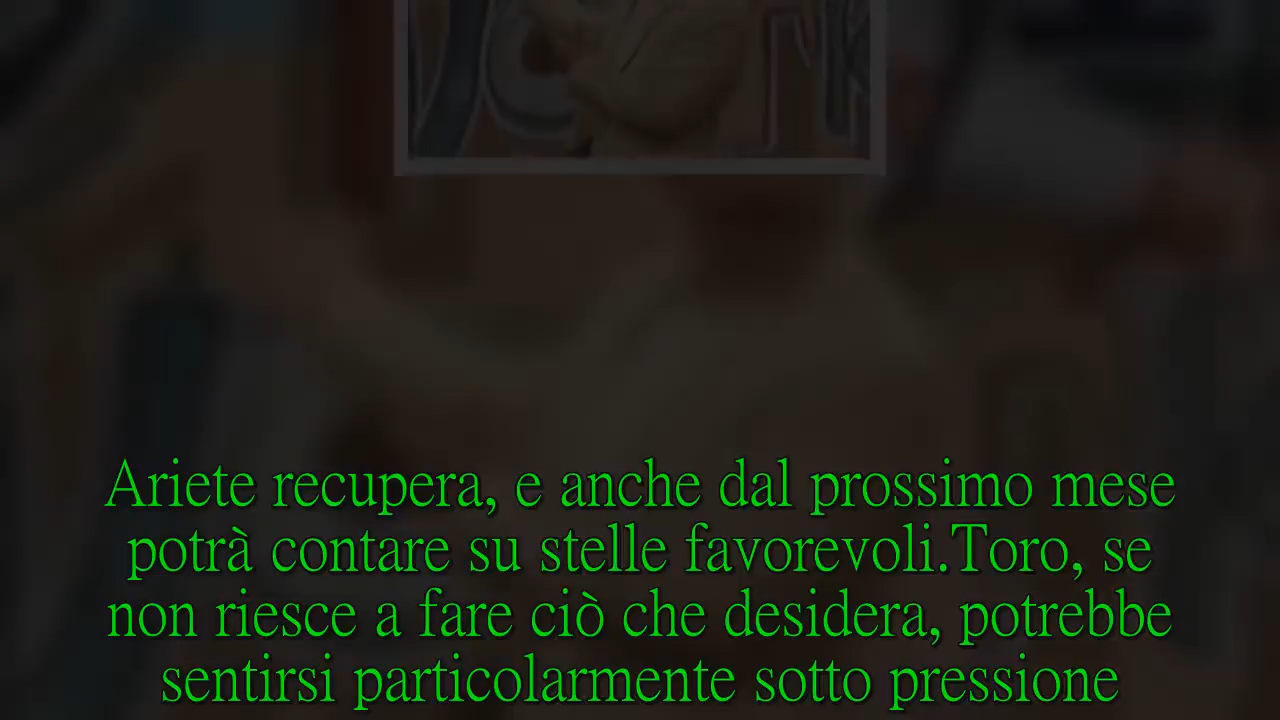 Ariete recupera, e anche dal prossimo mese
potrà contare su stelle favorevoli.Toro, se
non riesce a fare ciò che desidera, potrebbe
sentirsi particolarmente sotto pressione